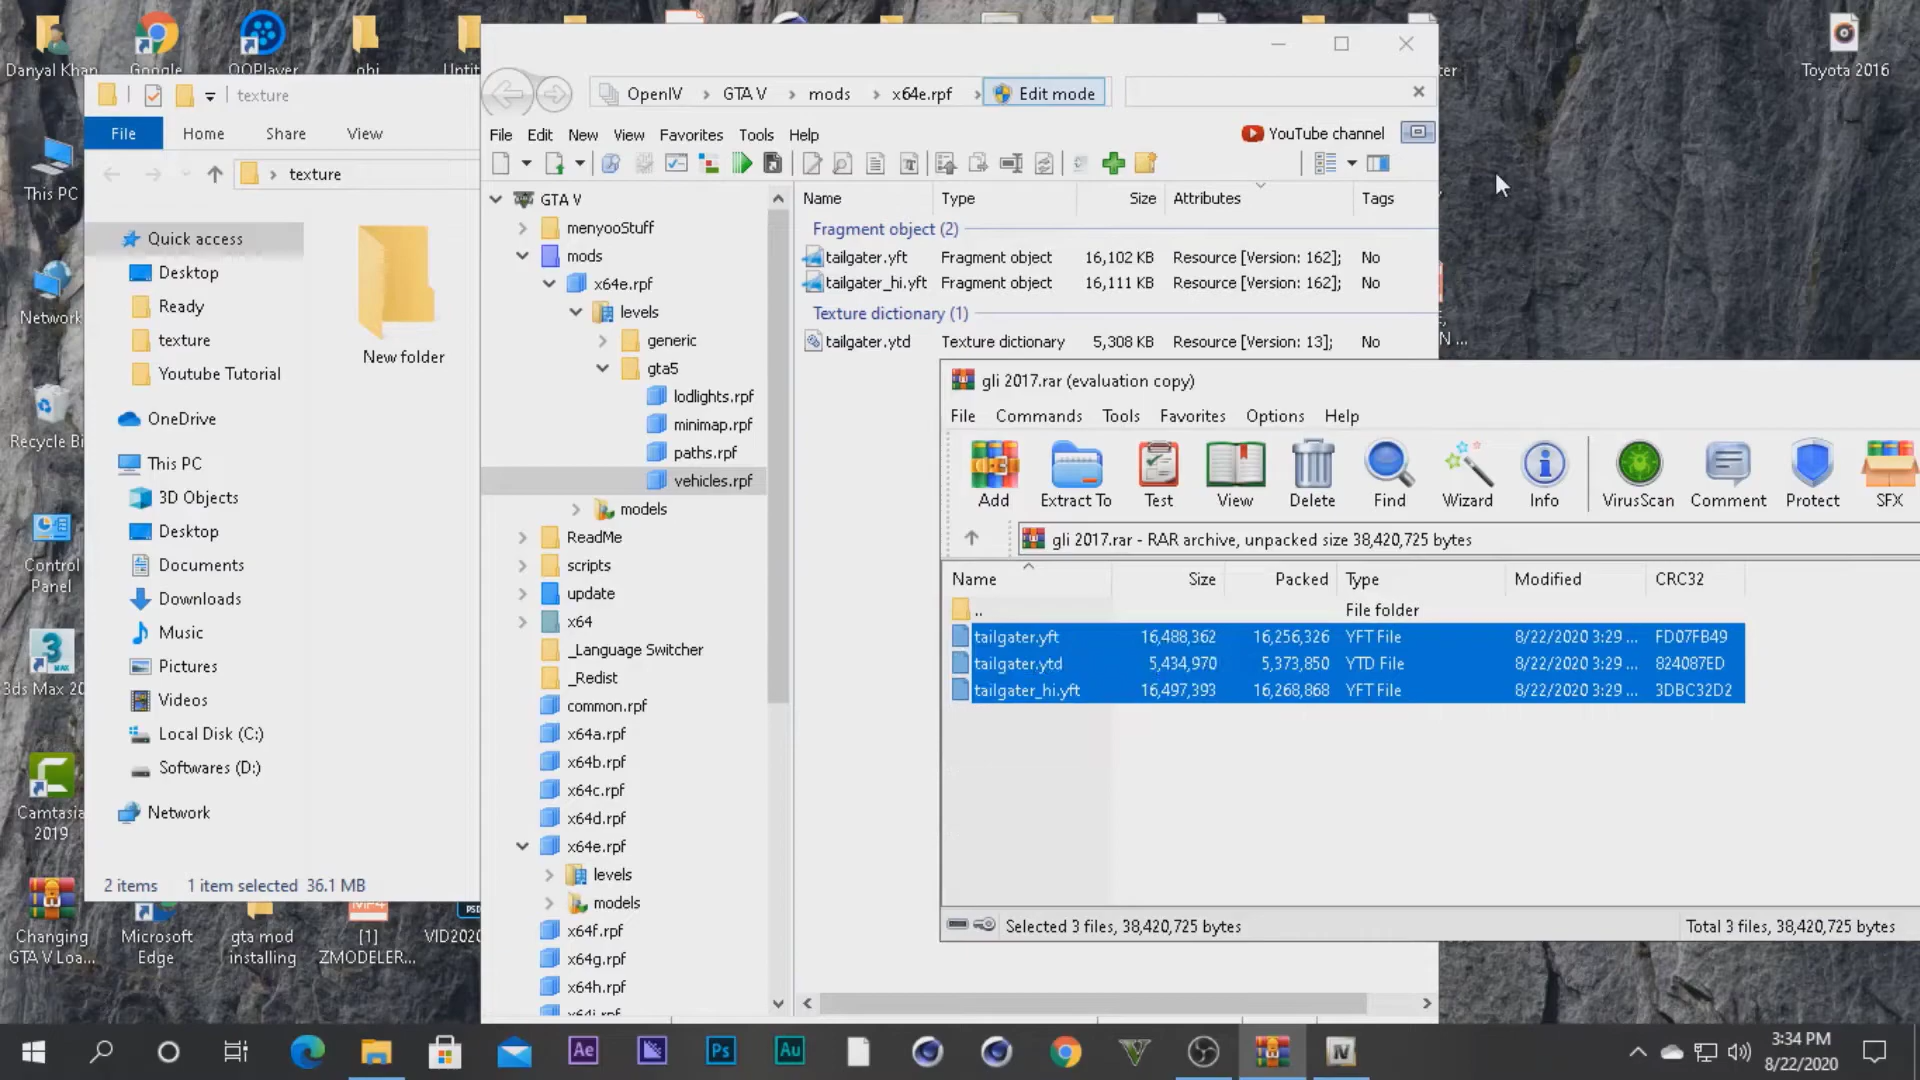 Danyal Khan
Google
QQPlayer
obj
Untit
ter
Toyota 2016
This PC
Network
Recycle Bi
Control
Panel
3ds Max 20
Camtasia
2019
Changing
GTA V Loa...
Microsoft
Edge
gta mod
installing
[1]
ZMODELER...
VID2020
MP4
PSD
N ...
texture
File
Home
Share
View
texture
Quick access
Desktop
Ready
texture
Youtube Tutorial
OneDrive
This PC
3D Objects
Desktop
Documents
Downloads
Music
Pictures
Videos
Local Disk (C:)
Softwares (D:)
Network
New folder
2 items
1 item selected 36.1 MB
OpenIV
GTA V
mods
x64e.rpf
Edit mode
File Edit New View Favorites Tools Help
YouTube channel
GTA V
menyooStuff
mods
x64e.rpf
levels
generic
gta5
lodlights.rpf
minimap.rpf
paths.rpf
vehicles.rpf
models
ReadMe
scripts
update
x64
_Language Switcher
_Redist
common.rpf
x64a.rpf
x64b.rpf
x64c.rpf
x64d.rpf
x64e.rpf
levels
models
x64f.rpf
x64g.rpf
x64h.rpf
x64i.rpf
Name Type Size Attributes Tags
Fragment object (2)
tailgater.yft Fragment object 16,102 KB Resource [Version: 162]; No
tailgater_hi.yft Fragment object 16,111 KB Resource [Version: 162]; No
Texture dictionary (1)
tailgater.ytd Texture dictionary 5,308 KB Resource [Version: 13]; No
gli 2017.rar (evaluation copy)
File Commands Tools Favorites Options Help
Add Extract To Test View Delete Find Wizard Info VirusScan Comment Protect SFX
gli 2017.rar - RAR archive, unpacked size 38,420,725 bytes
Name Size Packed Type Modified CRC32
.. File folder
tailgater.yft 16,488,362 16,256,326 YFT File 8/22/2020 3:29 ... FD07FB49
tailgater.ytd 5,434,970 5,373,850 YTD File 8/22/2020 3:29 ... 824087ED
tailgater_hi.yft 16,497,393 16,268,868 YFT File 8/22/2020 3:29 ... 3DBC32D2
Selected 3 files, 38,420,725 bytes
Total 3 files, 38,420,725 bytes
Ae
Ps
Au
3:34 PM
8/22/2020